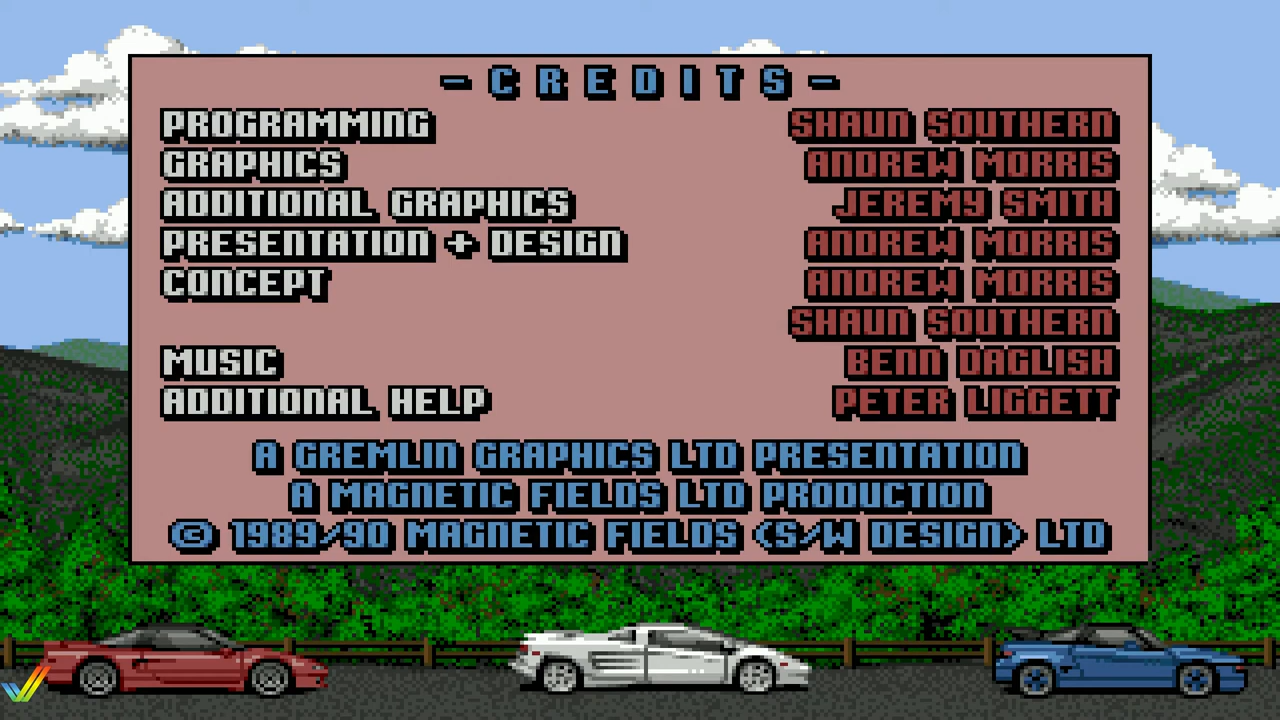 - C R E D I T S -
PROGRAMMING SHAUN SOUTHERN
GRAPHICS ANDREW MORRIS
ADDITIONAL GRAPHICS JEREMY SMITH
PRESENTATION + DESIGN ANDREW MORRIS
CONCEPT ANDREW MORRIS
SHAUN SOUTHERN
MUSIC BENN DAGLISH
ADDITIONAL HELP PETER LIGGETT
A GREMLIN GRAPHICS LTD PRESENTATION
A MAGNETIC FIELDS LTD PRODUCTION
© 1989/90 MAGNETIC FIELDS (S/W DESIGN) LTD